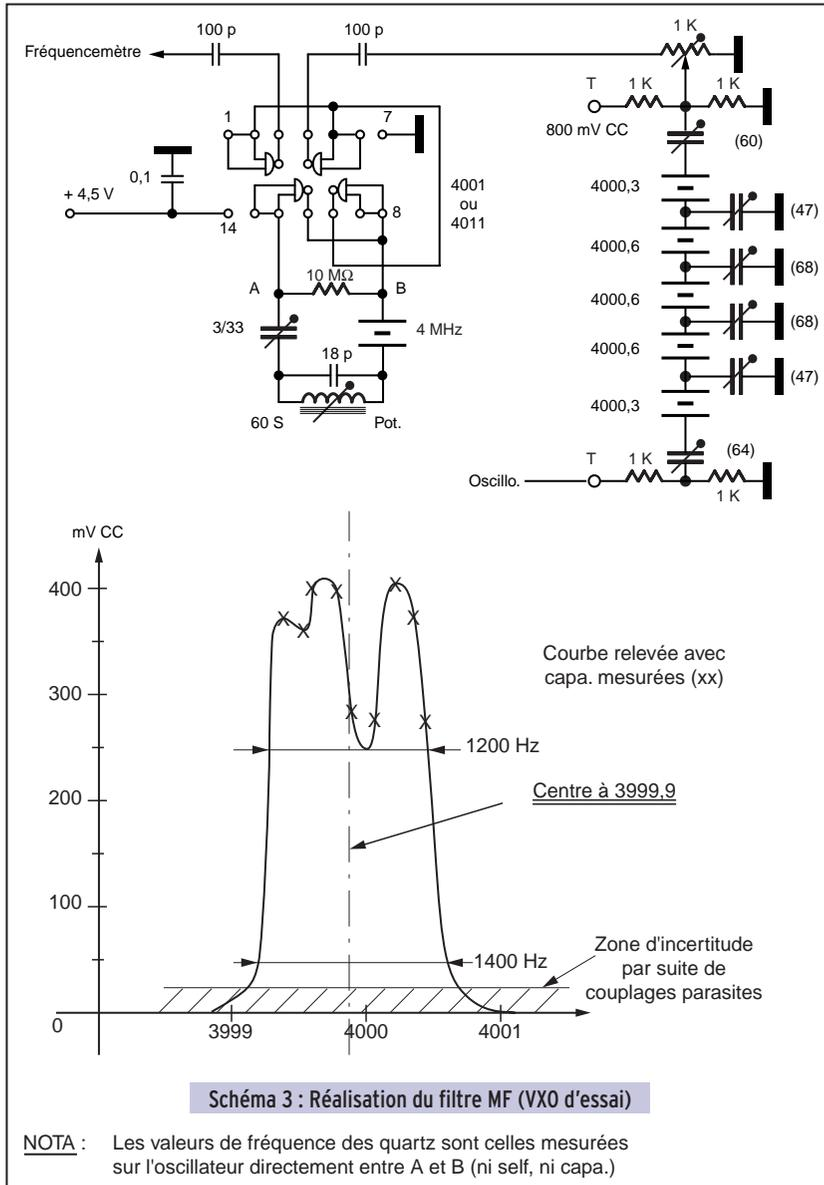 100 p
100 p
1 K
Fréquencemètre
T
1 K
1 K
1
7
800 mV CC
(60)
0,1
4001
ou
4011
+ 4,5 V
14
8
4000,3
(47)
4000,6
(68)
4000,6
(68)
4000,6
(47)
4000,3
A
10 MΩ
B
3/33
4 MHz
18 p
60 S
Pot.
(64)
T
1 K
Oscillo.
1 K
mV CC
400
300
200
100
0
3999
4000
4001
Courbe relevée avec
capa. mesurées (xx)
1200 Hz
Centre à 3999,9
1400 Hz
Zone d'incertitude
par suite de
couplages parasites
Schéma 3 : Réalisation du filtre MF (VXO d'essai)
NOTA : Les valeurs de fréquence des quartz sont celles mesurées
sur l'oscillateur directement entre A et B (ni self, ni capa.)